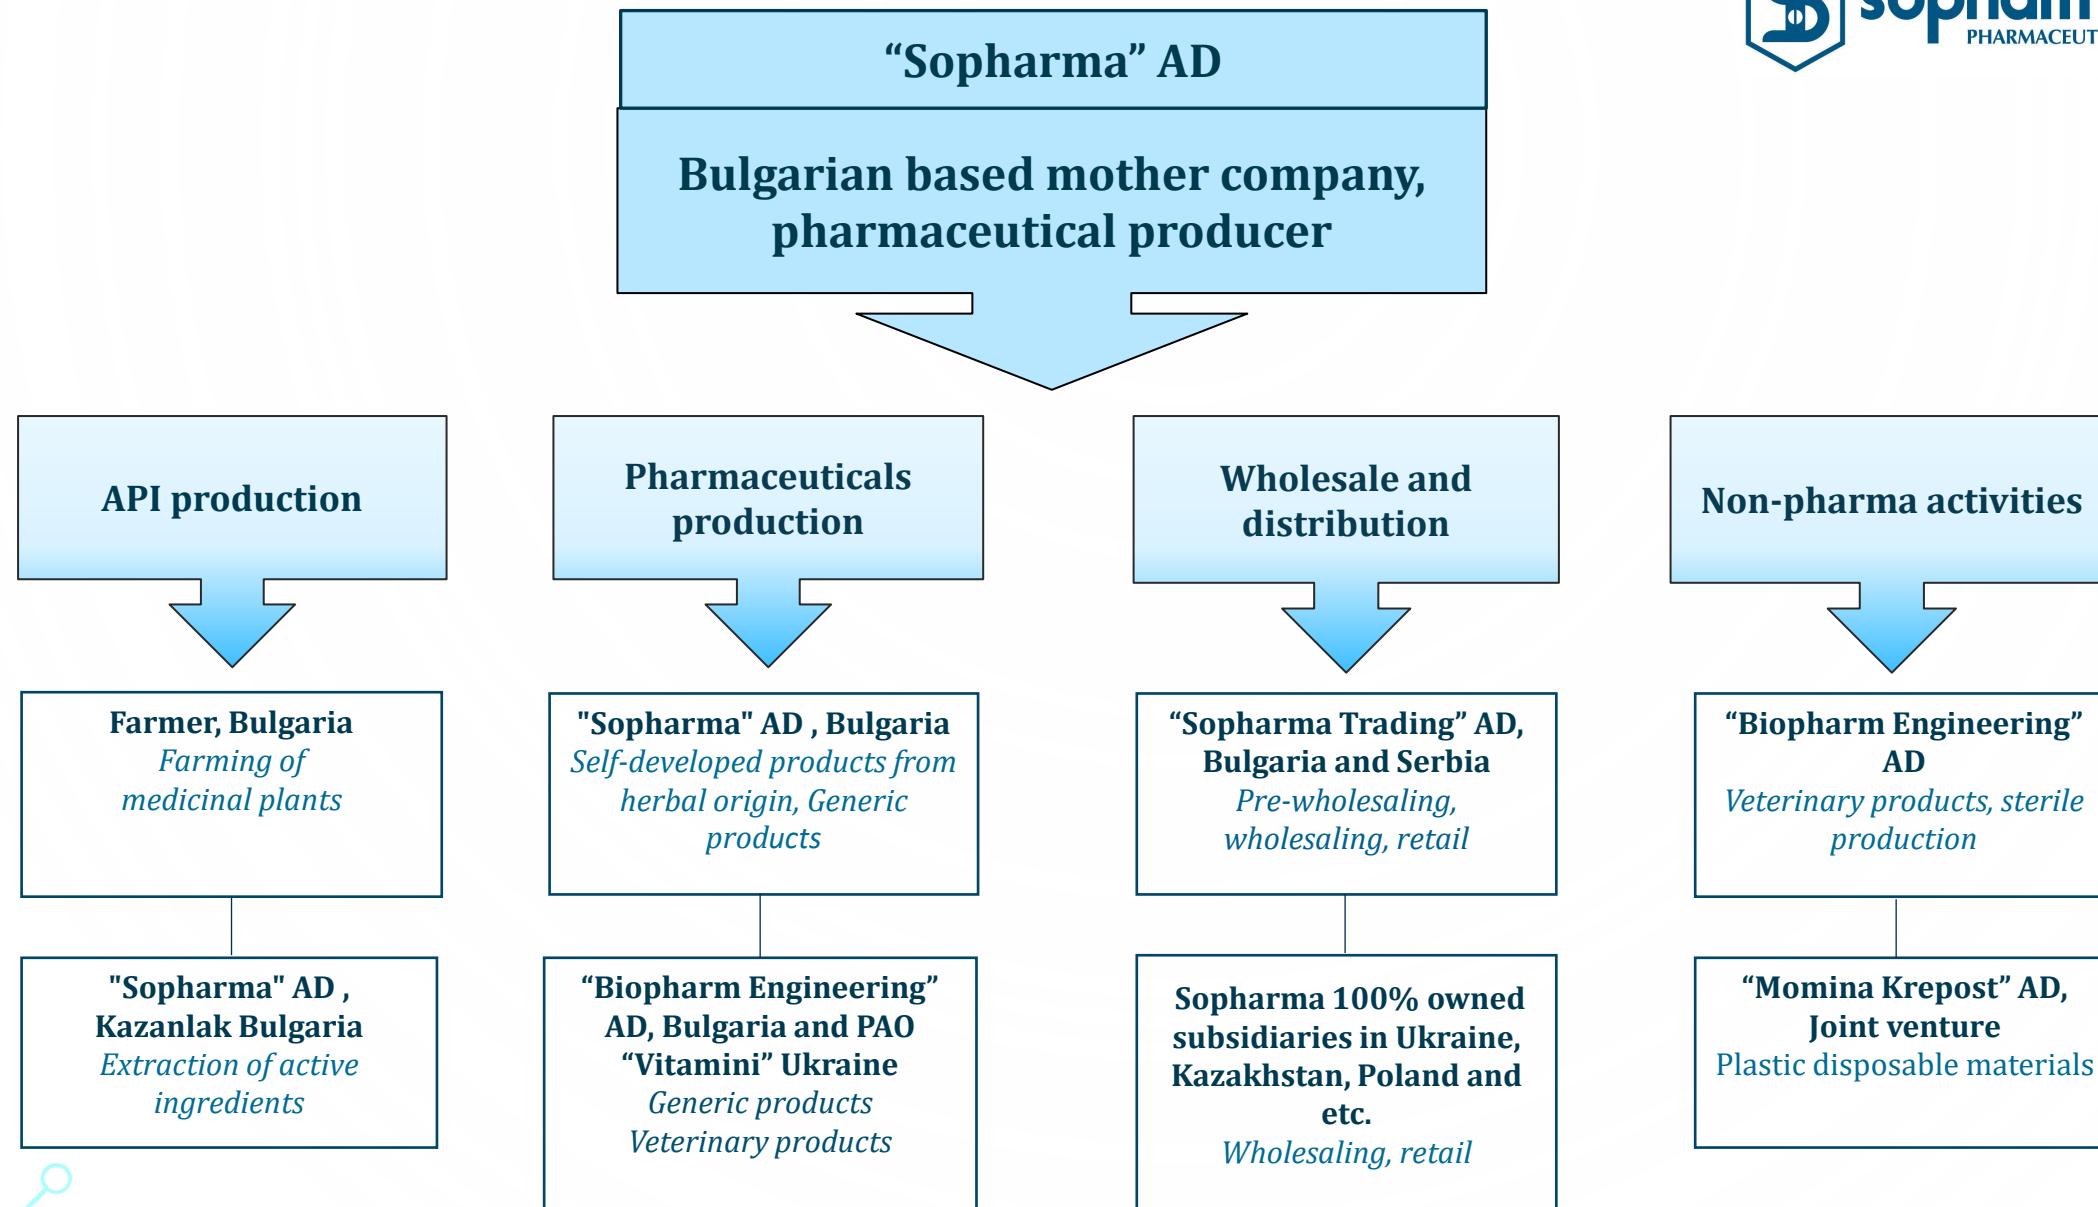 “Sopharma” AD
Bulgarian based mother company,
pharmaceutical producer
API production
Farmer, Bulgaria
Farming of
medicinal plants
"Sopharma" AD ,
Kazanlak Bulgaria
Extraction of active
ingredients
Pharmaceuticals
production
"Sopharma" AD , Bulgaria
Self-developed products from
herbal origin, Generic
products
“Biopharm Engineering”
AD, Bulgaria and PAO
“Vitamini” Ukraine
Generic products
Veterinary products
Wholesale and
distribution
“Sopharma Trading” AD,
Bulgaria and Serbia
Pre-wholesaling,
wholesaling, retail
Sopharma 100% owned
subsidiaries in Ukraine,
Kazakhstan, Poland and
etc.
Wholesaling, retail
Non-pharma activities
“Biopharm Engineering”
AD
Veterinary products, sterile
production
“Momina Krepost” AD,
Joint venture
Plastic disposable materials